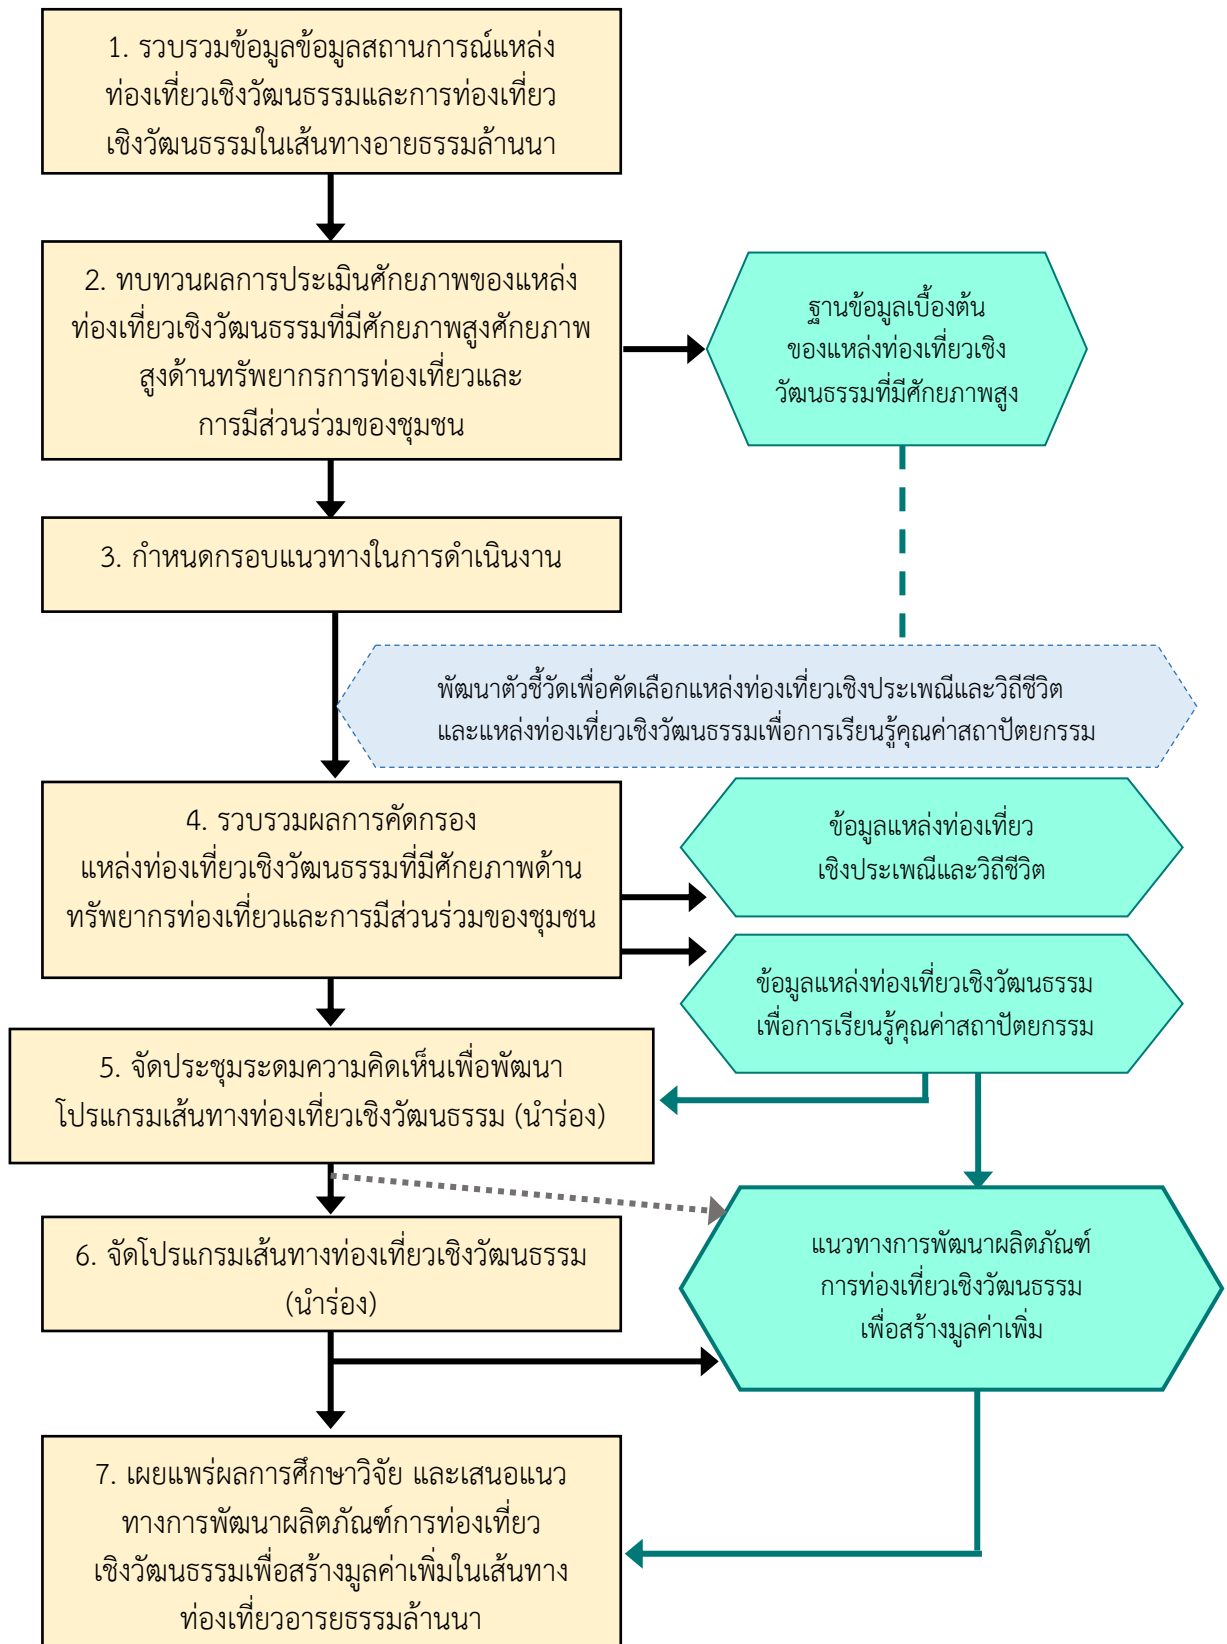 1. รวบรวมข้อมูลข้อมูลสถานการณ์แหล่ง
ท่องเที่ยวเชิงวัฒนธรรมและการท่องเที่ยว
เชิงวัฒนธรรมในเส้นทางอายธรรมล้านนา
2. ทบทวนผลการประเมินศักยภาพของแหล่ง
ท่องเที่ยวเชิงวัฒนธรรมที่มีศักยภาพสูงศักยภาพ
สูงด้านทรัพยากรการท่องเที่ยวและ
การมีส่วนร่วมของชุมชน
ฐานข้อมูลเบื้องต้น
ของแหล่งท่องเที่ยวเชิง
วัฒนธรรมที่มีศักยภาพสูง
3. กำหนดกรอบแนวทางในการดำเนินงาน
พัฒนาตัวชี้วัดเพื่อคัดเลือกแหล่งท่องเที่ยวเชิงประเพณีและวิถีชีวิต
และแหล่งท่องเที่ยวเชิงวัฒนธรรมเพื่อการเรียนรู้คุณค่าสถาปัตยกรรม
4. รวบรวมผลการคัดกรอง
แหล่งท่องเที่ยวเชิงวัฒนธรรมที่มีศักยภาพด้าน
ทรัพยากรท่องเที่ยวและการมีส่วนร่วมของชุมชน
ข้อมูลแหล่งท่องเที่ยว
เชิงประเพณีและวิถีชีวิต
ข้อมูลแหล่งท่องเที่ยวเชิงวัฒนธรรม
เพื่อการเรียนรู้คุณค่าสถาปัตยกรรม
5. จัดประชุมระดมความคิดเห็นเพื่อพัฒนา
โปรแกรมเส้นทางท่องเที่ยวเชิงวัฒนธรรม (นำร่อง)
6. จัดโปรแกรมเส้นทางท่องเที่ยวเชิงวัฒนธรรม
(นำร่อง)
แนวทางการพัฒนาผลิตภัณฑ์
การท่องเที่ยวเชิงวัฒนธรรม
เพื่อสร้างมูลค่าเพิ่ม
7. เผยแพร่ผลการศึกษาวิจัย และเสนอแนว
ทางการพัฒนาผลิตภัณฑ์การท่องเที่ยว
เชิงวัฒนธรรมเพื่อสร้างมูลค่าเพิ่มในเส้นทาง
ท่องเที่ยวอารยธรรมล้านนา